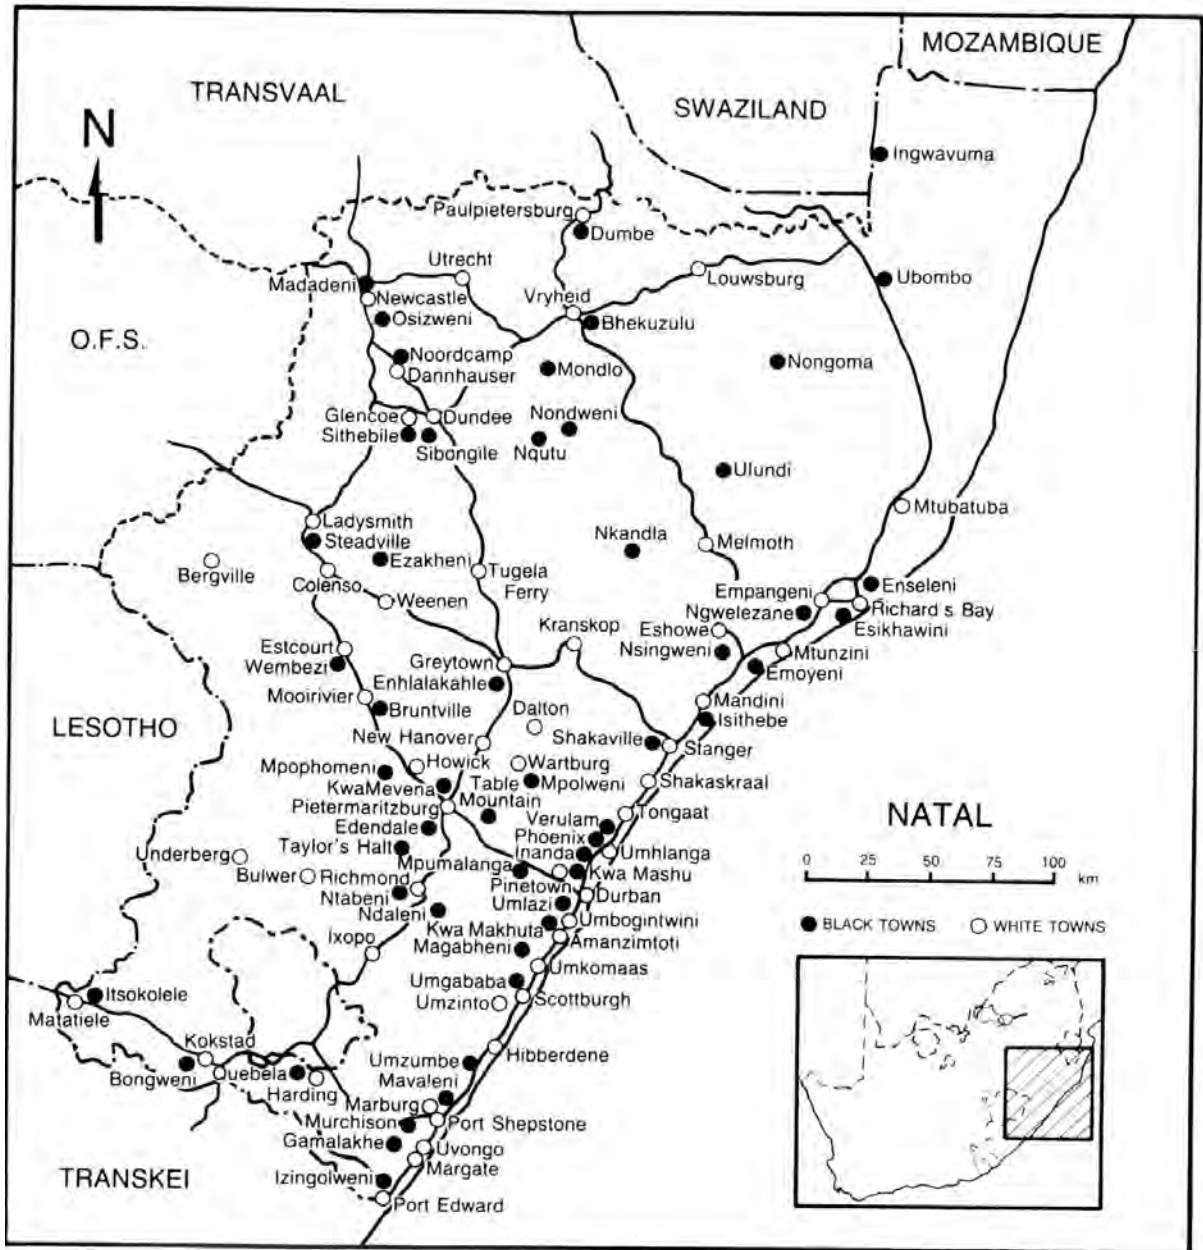 MOZAMBIQUE
TRANSVAAL
SWAZILAND
N
Ingwavuma
Paulpietersburg
Dumbe
Utrecht
Louwsburg
Madadeni
Ubombo
Newcastle
Vryheid
Osizweni
Bhekuzulu
O.F.S.
Noordcamp
Nongoma
Dannhauser
Mondlo
Glencoe
Dundee
Nondweni
Sithebile
Sibongile
Nqutu
Ulundi
Mtubatuba
Ladysmith
Steadville
Nkandla
Melmoth
Ezakheni
Bergville
Colenso
Tugela
Ferry
Enseleni
Empangeni
Weenen
Richard s Bay
Ngwelezane
Esikhawini
Kranskop
Eshowe
Estcourt
Nsingweni
Mtunzini
Wembezi
Greytown
Emoyeni
Enhlalakahle
Mooirivier
Mandini
Bruntville
Dalton
Isithebe
LESOTHO
New Hanover
Shakaville
Stanger
Howick
Wartburg
Mpophomeni
Table
Mpolweni
Shakaskraal
KwaMevena
Mountain
Pietermaritzburg
Verulam
Tongaat
NATAL
Edendale
Phoenix
Taylor's Halt
Inanda
Umhlanga
Underberg
Mpumalanga
Kwa Mashu
0 25 50 75 100
km
Bulwer
Richmond
Pinetown
Durban
Ntabeni
Umlazi
Ndaleni
Umbogintwini
Kwa Makhuta
BLACK TOWNS
WHITE TOWNS
Amanzimtoti
Ixopo
Magabheni
Umkomaas
Umgababa
Itsokolele
Umzinto
Scottburgh
Matatiele
Kokstad
Hibberdene
Umzumbe
Bongweni
Quebela
Mavaleni
Harding
Marburg
Murchison
Port Shepstone
Gamalakhe
Uvongo
Margate
TRANSKEI
Izingolweni
Port Edward